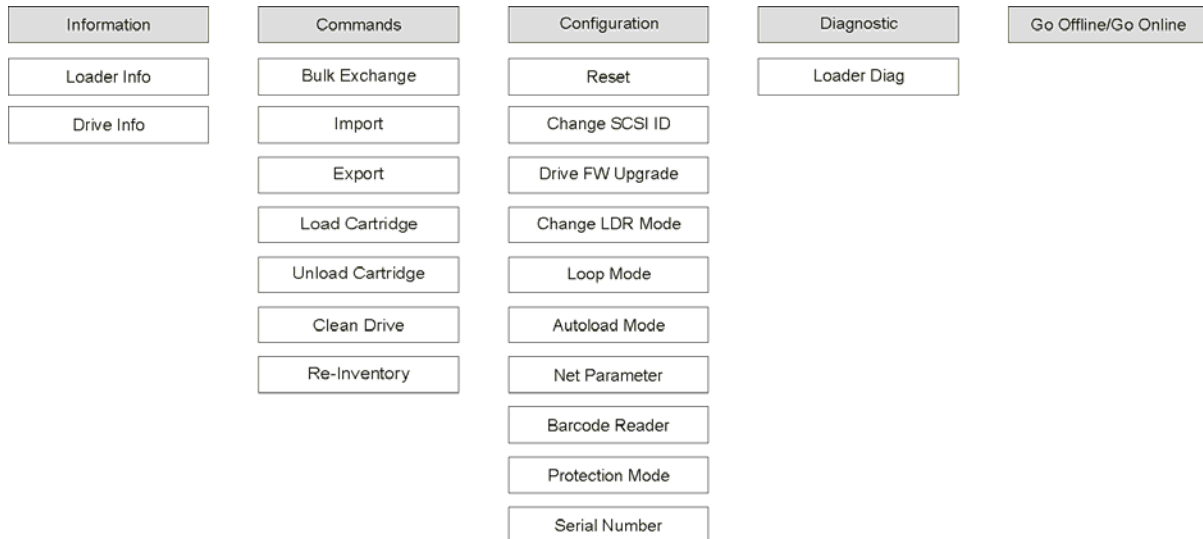 Information
Loader Info
Drive Info
Commands
Bulk Exchange
Import
Export
Load Cartridge
Unload Cartridge
Clean Drive
Re-Inventory
Configuration
Reset
Change SCSI ID
Drive FW Upgrade
Change LDR Mode
Loop Mode
Autoload Mode
Net Parameter
Barcode Reader
Protection Mode
Serial Number
Diagnostic
Loader Diag
Go Offline/Go Online